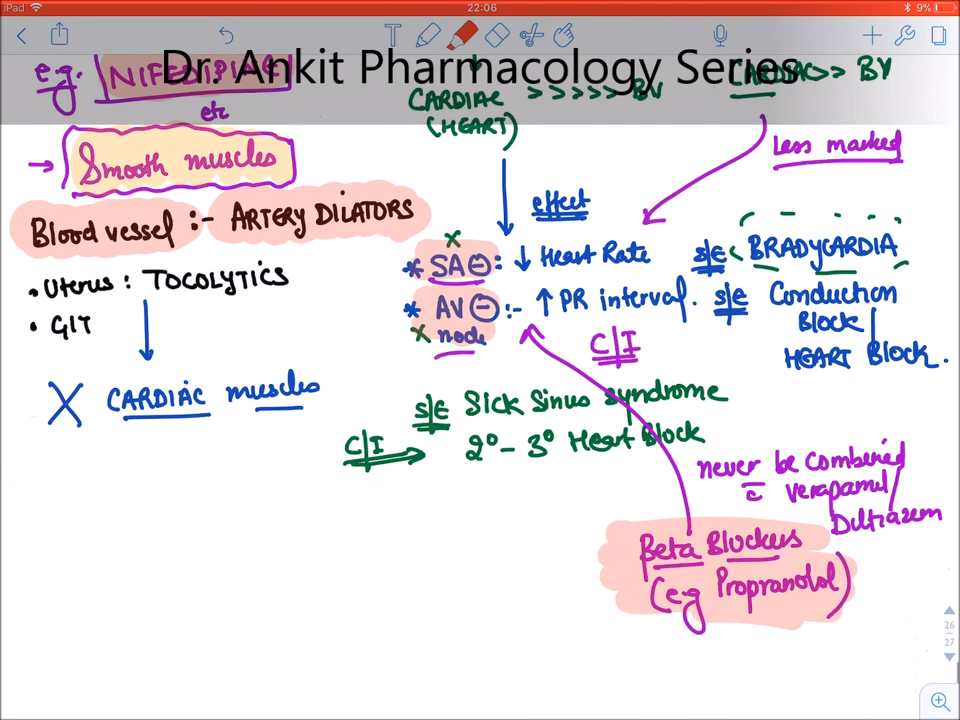 iPad
22:06
9%
T
Dr. Ankit Pharmacology Series
e.g. NIFEDIPINE
etc
→ Smooth muscles
Blood vessel :- ARTERY DILATORS
• Uterus : TOCOLYTICS
• GIT
X CARDIAC muscles
CARDIAC >>>>> BV
(HEART)
effect
* SA⊖ : ↓ Heart Rate
x
* AV⊖ :- ↑ PR interval.
x node
CARDIAC >> BV
Less marked
s/E BRADYCARDIA
s/E Conduction
Block
HEART Block.
C/I
s/E Sick Sinus syndrome
C/I 2° - 3° Heart Block
never be combined
c̄ verapamil/
Diltiazem
Beta Blockers
(e.g Propranolol)
26
27